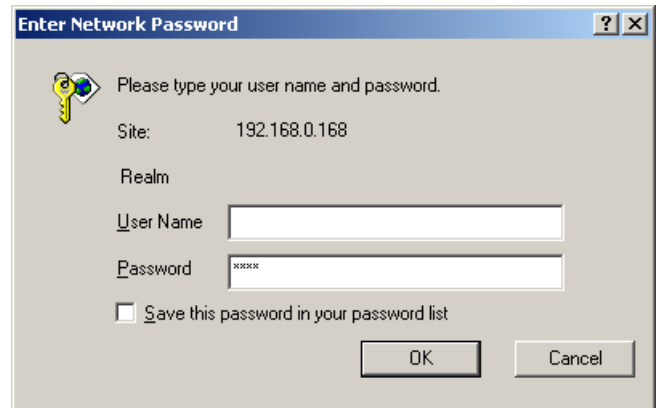 Enter Network Password
Please type your user name and password.
Site: 192.168.0.168
Realm
User Name
Password ****
Save this password in your password list
OK Cancel